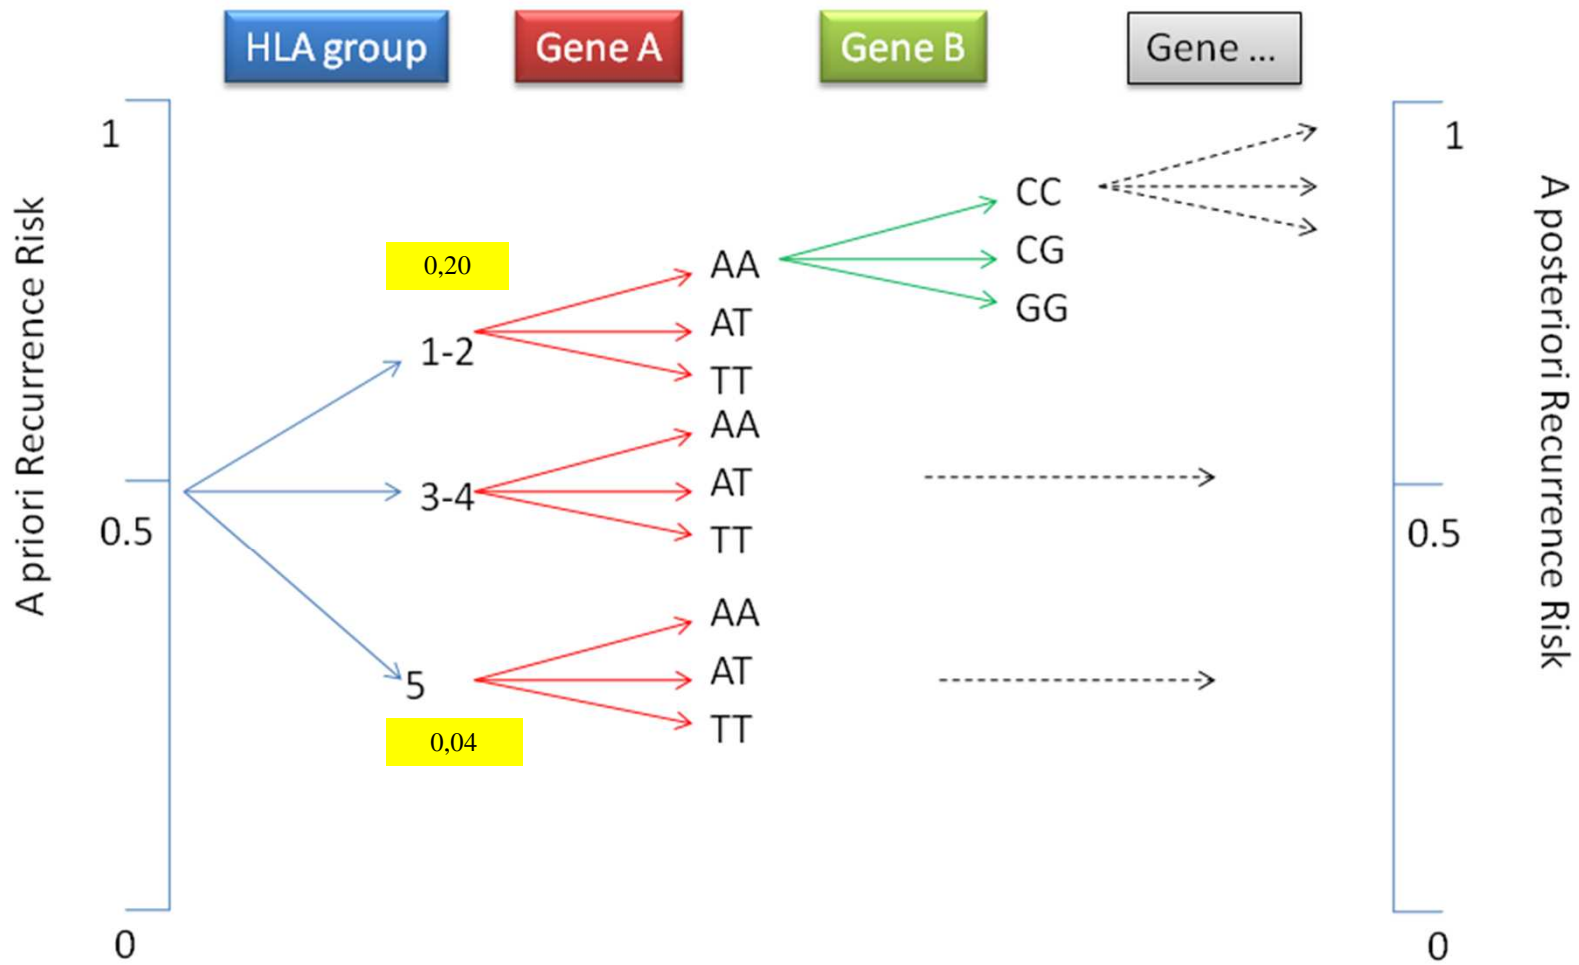 HLA group
Gene A
Gene B
Gene ...
A priori Recurrence Risk
1
0.5
0
0,20
1-2
3-4
5
0,04
AA
AT
TT
AA
AT
TT
AA
AT
TT
CC
CG
GG
1
0.5
0
A posteriori Recurrence Risk